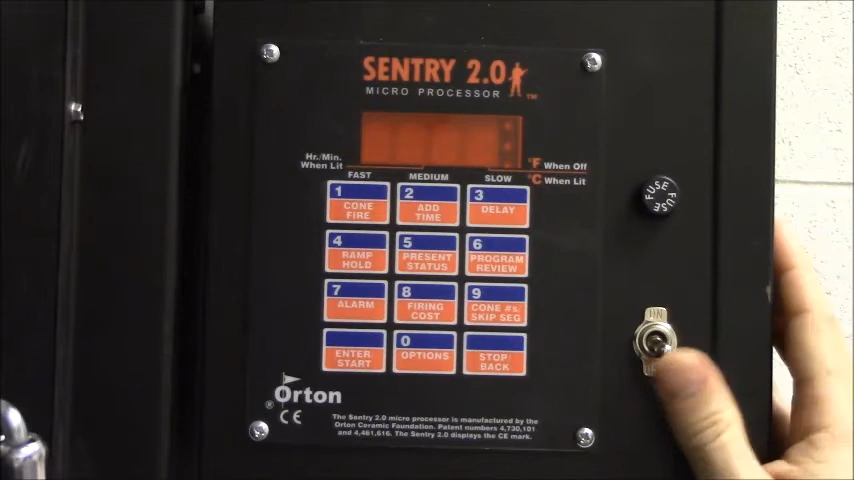 SENTRY 2.0 TM
MICRO PROCESSOR
Hr./Min.
When Lit
°F When Off
°C When Lit
FAST MEDIUM SLOW
1 2 3
CONE FIRE
ADD TIME
DELAY
4 5 6
RAMP HOLD
PRESENT STATUS
PROGRAM REVIEW
7 8 9
ALARM
FIRING COST
CONE #s. SKIP SEG
0
ENTER/ START
OPTIONS
STOP/ BACK
FUSE FUSE
ON
Orton
®
CE
The Sentry 2.0 micro processor is manufactured by the
Orton Ceramic Foundation. Patent numbers 4,730,101
and 4,461,616. The Sentry 2.0 displays the CE mark.